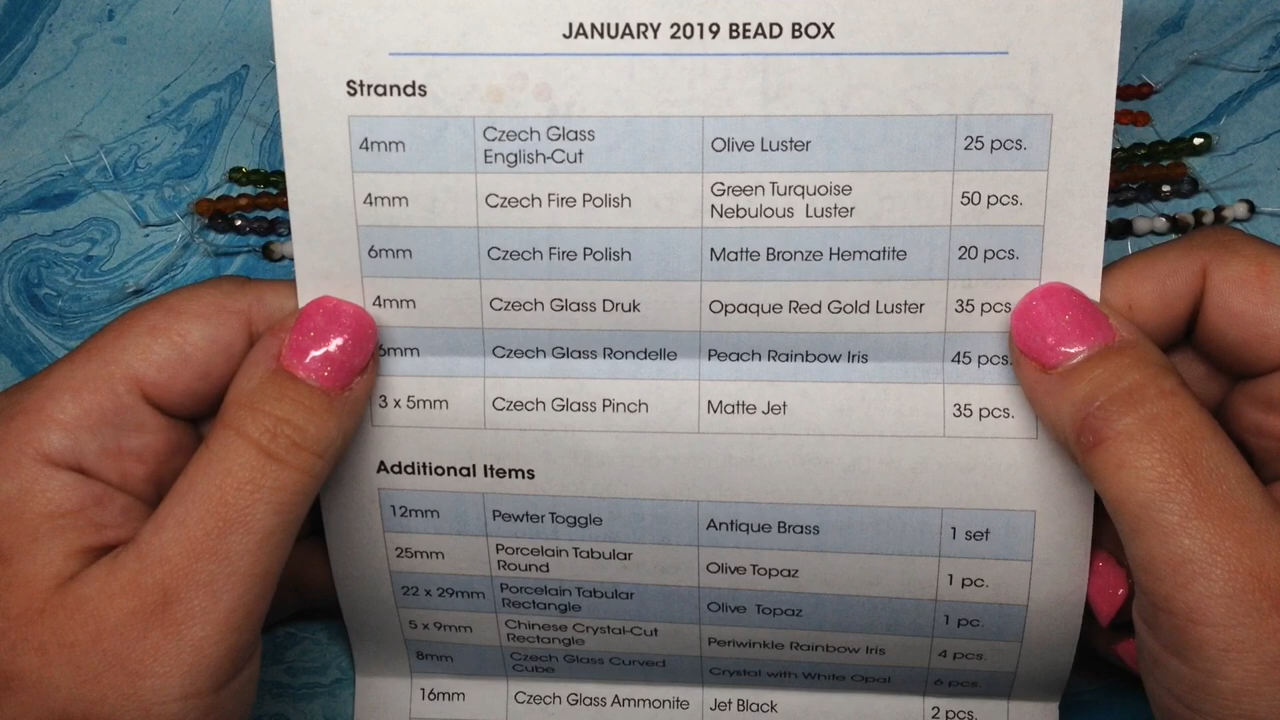 JANUARY 2019 BEAD BOX
Strands
4mm Czech Glass English-Cut Olive Luster 25 pcs.
4mm Czech Fire Polish Green Turquoise Nebulous Luster 50 pcs.
6mm Czech Fire Polish Matte Bronze Hematite 20 pcs.
4mm Czech Glass Druk Opaque Red Gold Luster 35 pcs
6mm Czech Glass Rondelle Peach Rainbow Iris 45 pcs.
3 x 5mm Czech Glass Pinch Matte Jet 35 pcs.
Additional Items
12mm Pewter Toggle Antique Brass 1 set
25mm Porcelain Tabular Round Olive Topaz 1 pc.
22 x 29mm Porcelain Tabular Rectangle Olive Topaz 1 pc.
5 x 9mm Chinese Crystal-Cut Rectangle Periwinkle Rainbow Iris 4 pcs.
8mm Czech Glass Curved Cube Crystal with White Opal 6 pcs.
16mm Czech Glass Ammonite Jet Black 2 pcs.